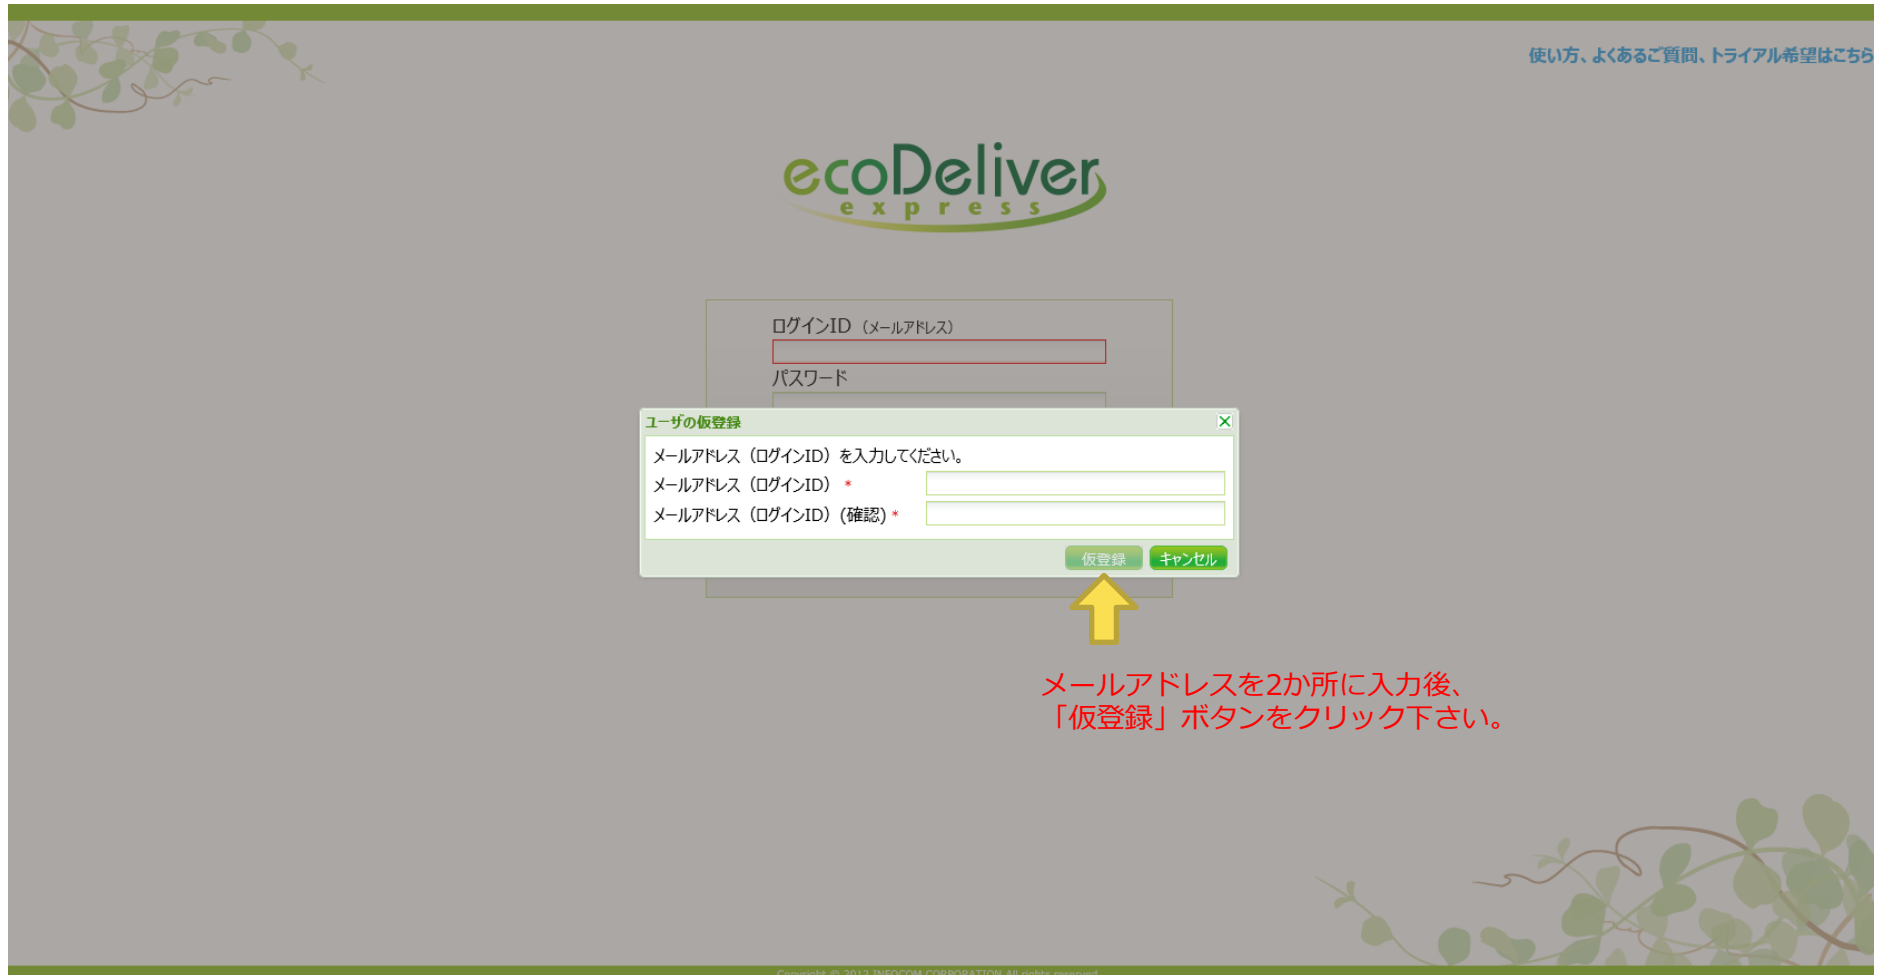 使い方、よくあるご質問、トライアル希望はこちら
ecoDeliver
express
ログインID（メールアドレス）
パスワード
ユーザの仮登録
メールアドレス（ログインID）を入力してください。
メールアドレス（ログインID） *
メールアドレス（ログインID）(確認) *
仮登録 キャンセル
メールアドレスを2か所に入力後、
「仮登録」ボタンをクリック下さい。
Copyright © 2012 INFOCOM CORPORATION All rights reserved.